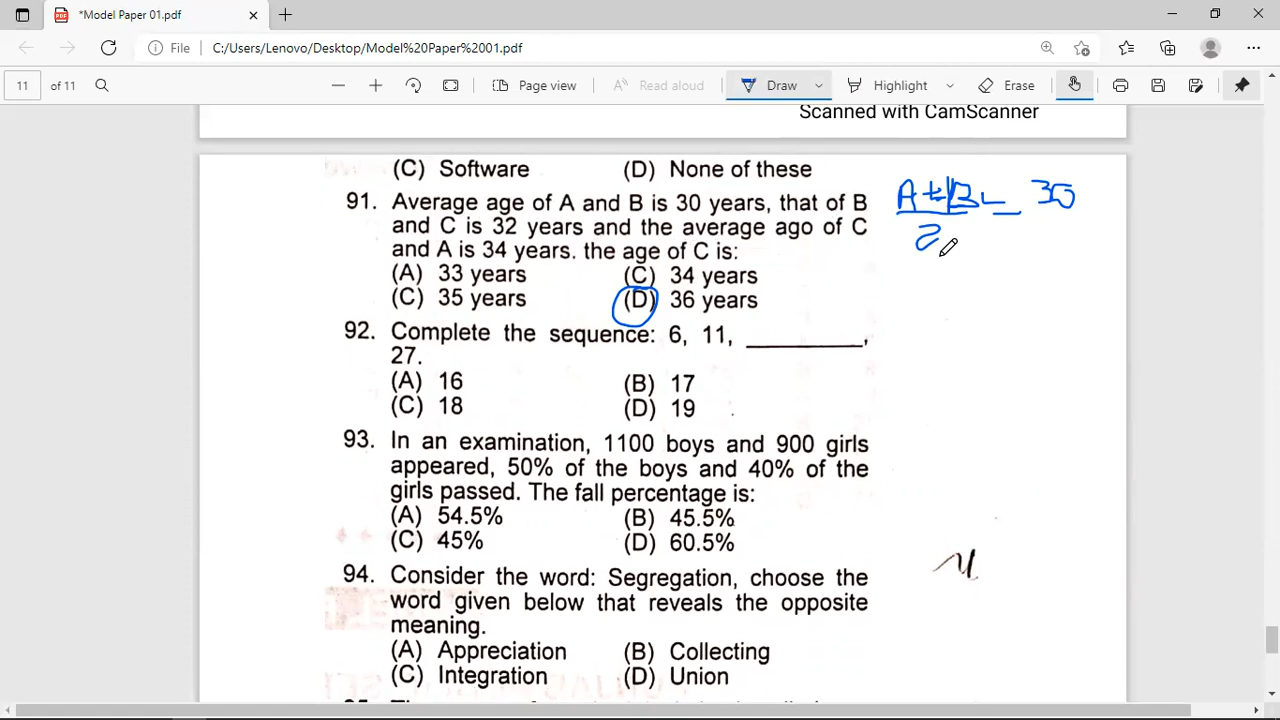 *Model Paper 01.pdf
File C:/Users/Lenovo/Desktop/Model%20Paper%2001.pdf
11 of 11 Page view Read aloud Draw Highlight Erase
Scanned with CamScanner
(C) Software (D) None of these
91. Average age of A and B is 30 years, that of B
and C is 32 years and the average ago of C
and A is 34 years. the age of C is:
(A) 33 years (C) 34 years
(C) 35 years (D) 36 years
A+B 30
2
92. Complete the sequence: 6, 11, __________,
27.
(A) 16 (B) 17
(C) 18 (D) 19
93. In an examination, 1100 boys and 900 girls
appeared, 50% of the boys and 40% of the
girls passed. The fall percentage is:
(A) 54.5% (B) 45.5%
(C) 45% (D) 60.5%
94. Consider the word: Segregation, choose the
word given below that reveals the opposite
meaning.
(A) Appreciation (B) Collecting
(C) Integration (D) Union